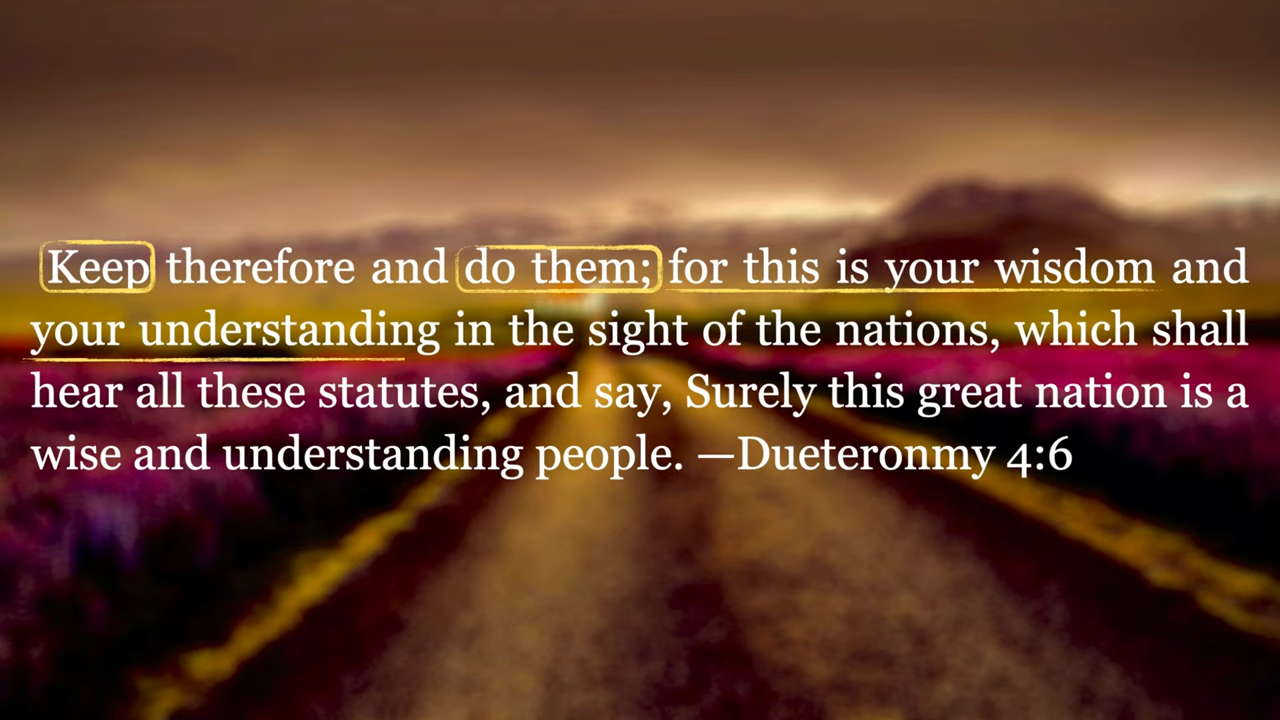 Keep therefore and do them; for this is your wisdom and
your understanding in the sight of the nations, which shall
hear all these statutes, and say, Surely this great nation is a
wise and understanding people. —Dueteronmy 4:6